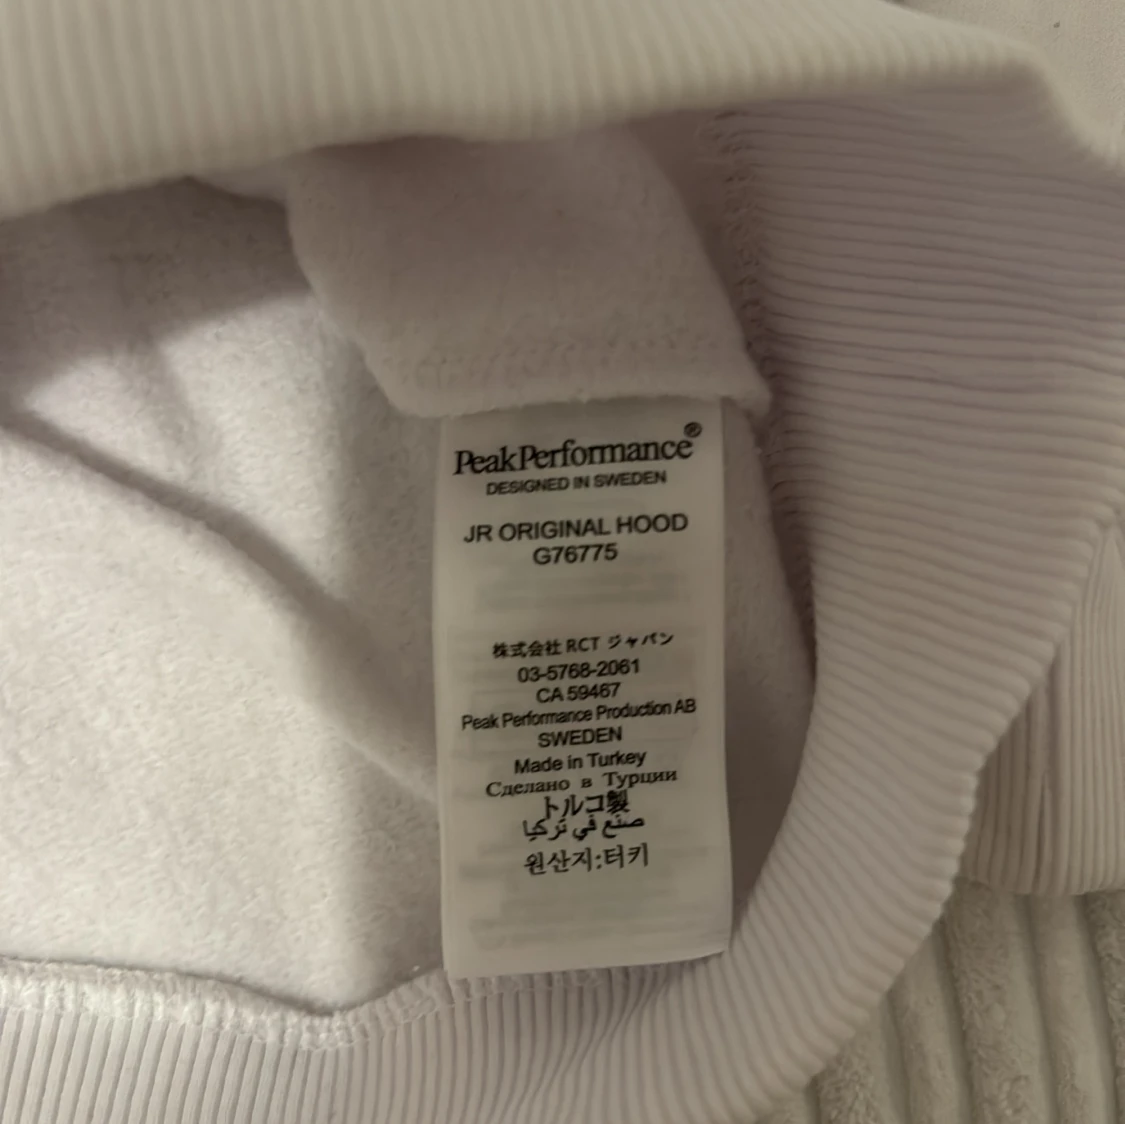 PeakPerformance®
DESIGNED IN SWEDEN
JR ORIGINAL HOOD
G76775
株式会社 RCT ジャパン
03-5768-2061
CA 59467
Peak Performance Production AB
SWEDEN
Made in Turkey
Сделано в Турции
トルコ製
صنع في تركيا
원산지:터키